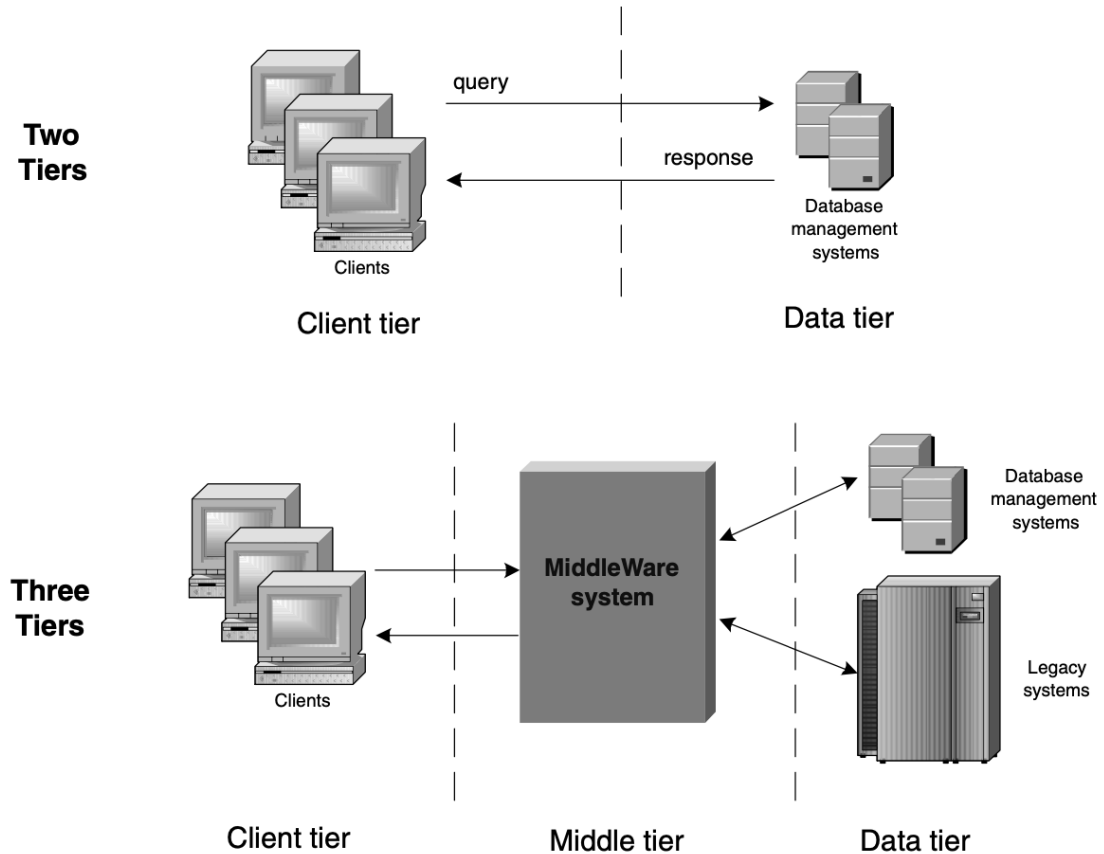 Two
Tiers
query
response
Clients
Database
management
systems
Client tier
Data tier
Three
Tiers
Clients
MiddleWare
system
Database
management
systems
Legacy
systems
Client tier
Middle tier
Data tier